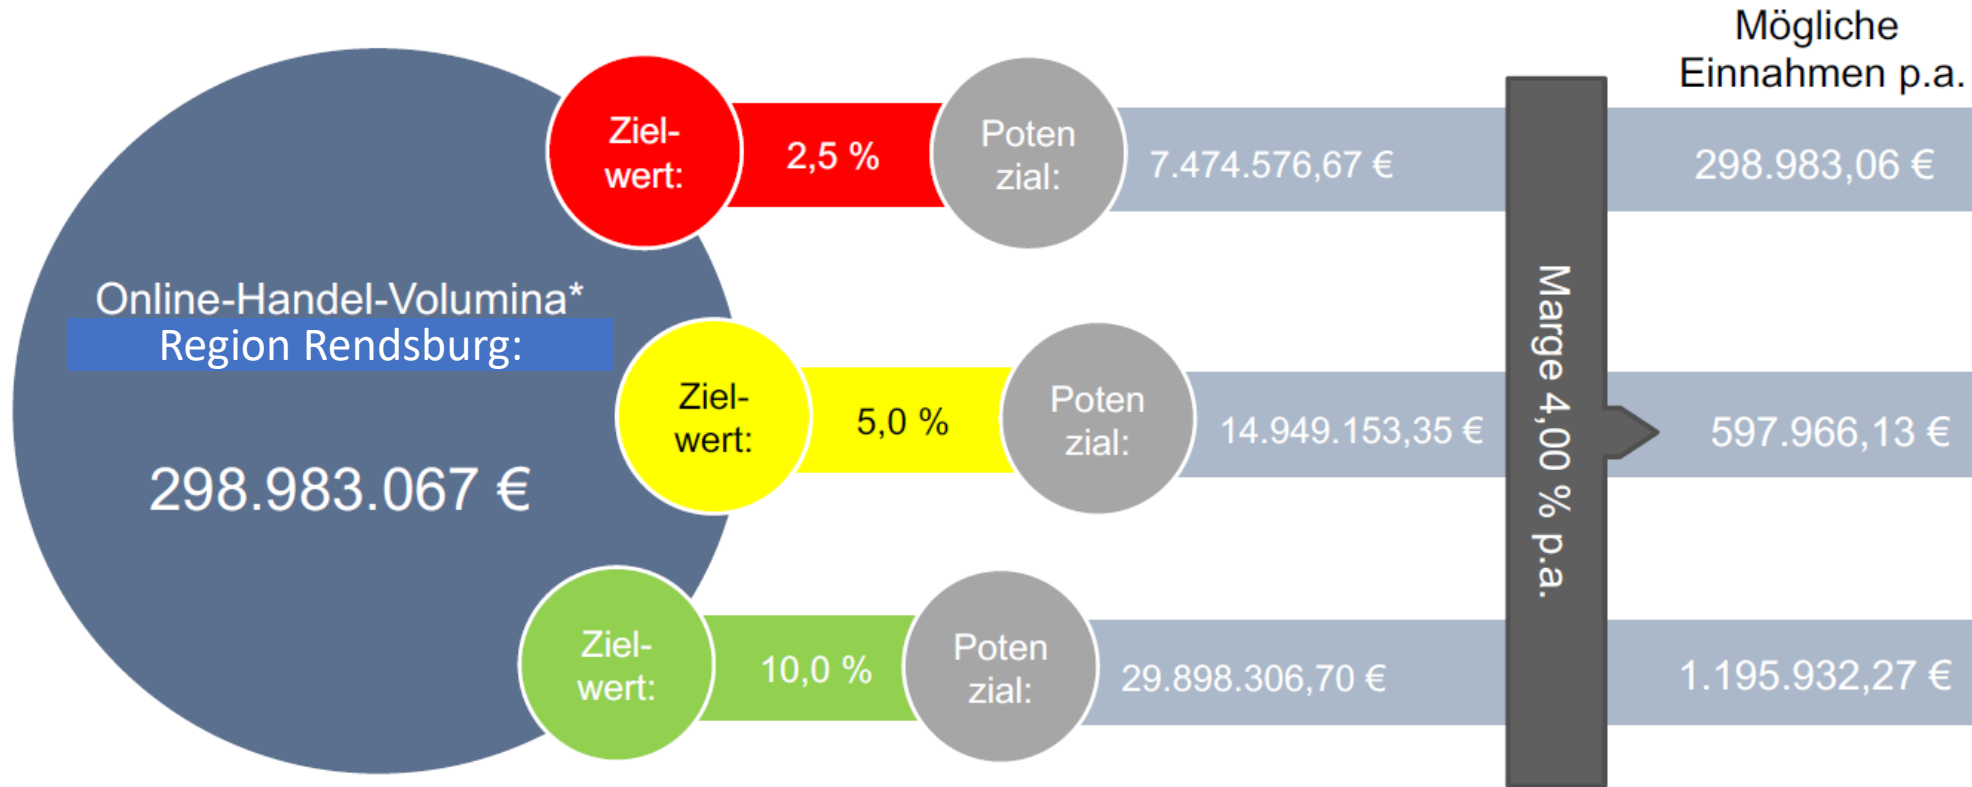 Mögliche
Einnahmen p.a.
Ziel-
wert:
2,5 %
Poten
zial:
7.474.576,67 €
298.983,06 €
Online-Handel-Volumina*
Region Rendsburg:
298.983.067 €
Ziel-
wert:
5,0 %
Poten
zial:
14.949.153,35 €
Marge 4,00 % p.a.
597.966,13 €
Ziel-
wert:
10,0 %
Poten
zial:
29.898.306,70 €
1.195.932,27 €